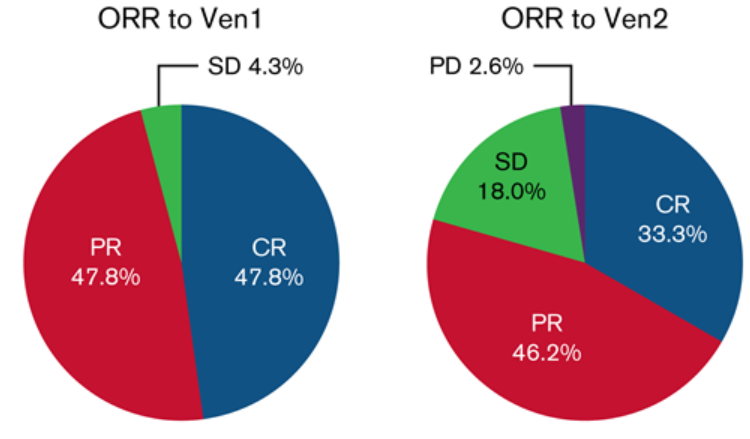 ORR to Ven1
SD 4.3%
PR
47.8%
CR
47.8%
ORR to Ven2
PD 2.6%
SD
18.0%
CR
33.3%
PR
46.2%